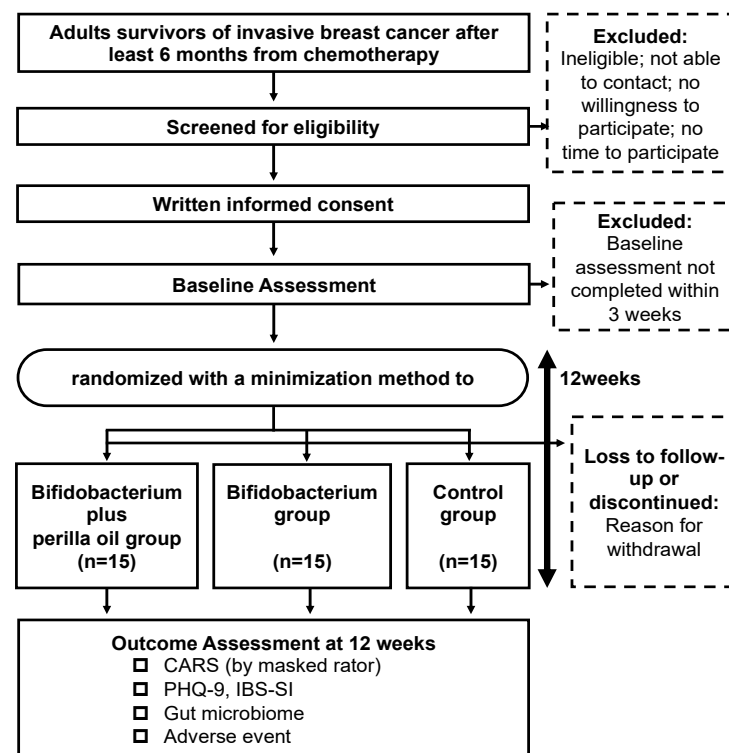 Adults survivors of invasive breast cancer after
least 6 months from chemotherapy
Excluded:
Ineligible; not able
to contact; no
willingness to
participate; no
time to participate
Screened for eligibility
Written informed consent
Excluded:
Baseline
assessment not
completed within
3 weeks
Baseline Assessment
randomized with a minimization method to
12weeks
Loss to follow-
up or
discontinued:
Reason for
withdrawal
Bifidobacterium
plus
perilla oil group
(n=15)
Bifidobacterium
group
(n=15)
Control
group
(n=15)
Outcome Assessment at 12 weeks
CARS (by masked rator)
PHQ-9, IBS-SI
Gut microbiome
Adverse event